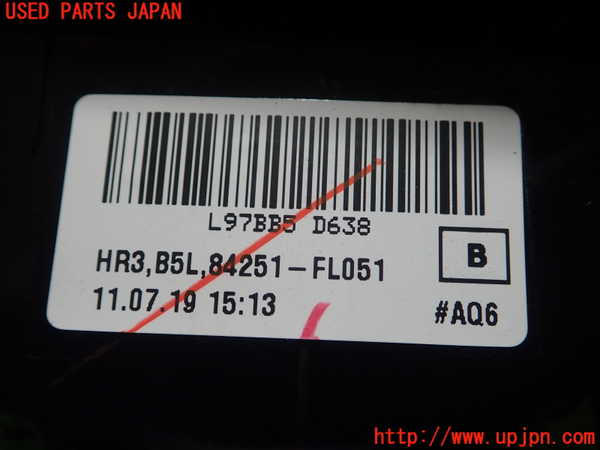 USED PARTS JAPAN
L97BB5 D638
HR3,B5L,84251-FL051
B
11.07.19 15:13
#AQ6
http://www.upjpn.com/